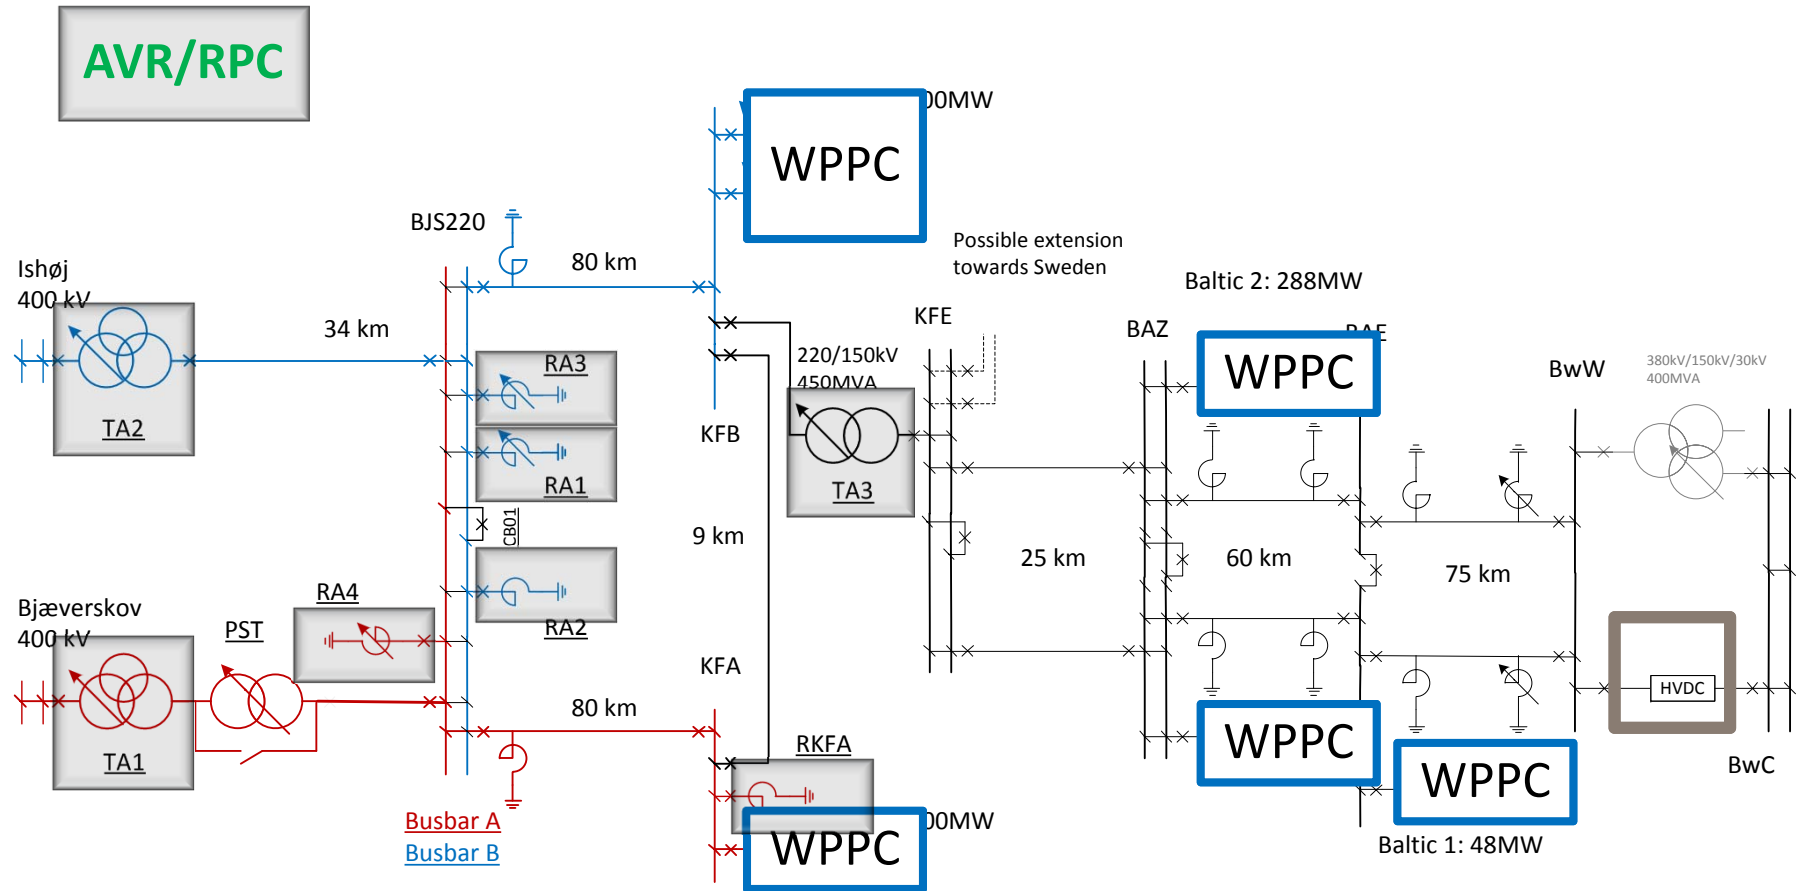 AVR/RPC
00MW
WPPC
BJS220
80 km
Possible extension
towards Sweden
Ishøj
400 kV
34 km
Baltic 2: 288MW
KFE
BAZ
220/150kV
450MVA
RA3
WPPC
BwW
380kV/150kV/30kV
400MVA
TA2
KFB
RA1
TA3
CB01
9 km
25 km
60 km
75 km
Bjæverskov
400 kV
RA4
PST
RA2
KFA
HVDC
80 km
TA1
RKFA
WPPC
WPPC
BwC
Busbar A
Busbar B
00MW
WPPC
Baltic 1: 48MW